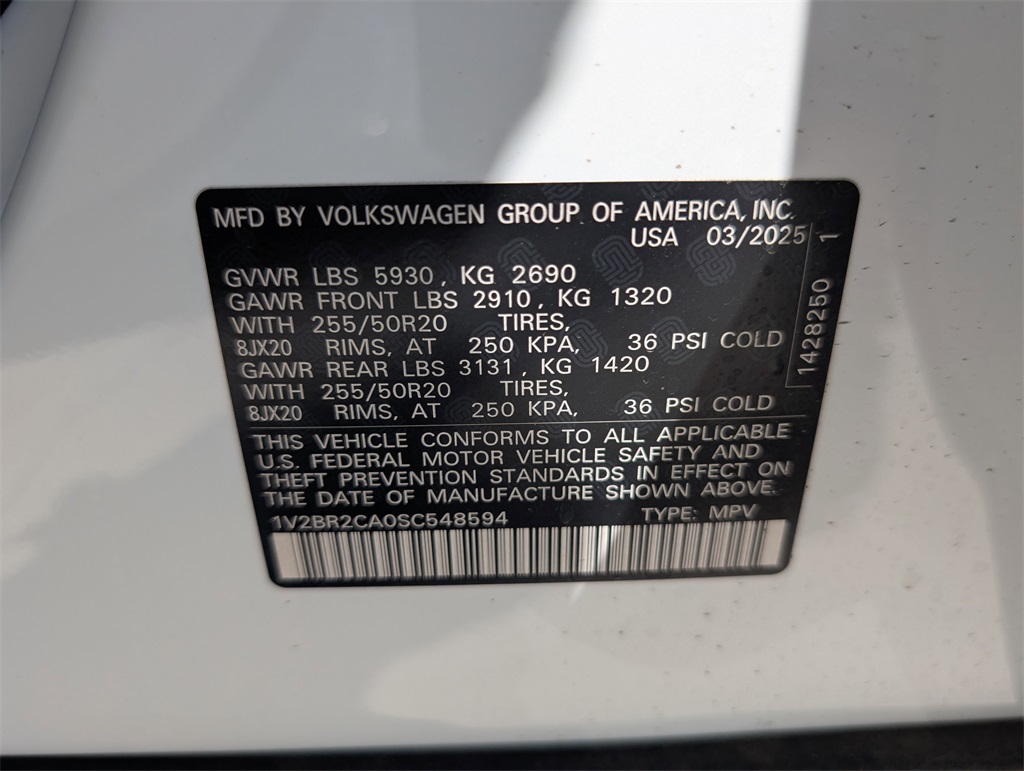 MFD BY VOLKSWAGEN GROUP OF AMERICA, INC.
USA 03/2025
GVWR LBS 5930, KG 2690
GAWR FRONT LBS 2910, KG 1320
WITH 255/50R20 TIRES,
8JX20 RIMS, AT 250 KPA, 36 PSI COLD
GAWR REAR LBS 3131, KG 1420
WITH 255/50R20 TIRES,
8JX20 RIMS, AT 250 KPA, 36 PSI COLD
THIS VEHICLE CONFORMS TO ALL APPLICABLE
U.S. FEDERAL MOTOR VEHICLE SAFETY AND
THEFT PREVENTION STANDARDS IN EFFECT ON
THE DATE OF MANUFACTURE SHOWN ABOVE.
1V2BR2CA0SC548594 TYPE: MPV
1428250 1